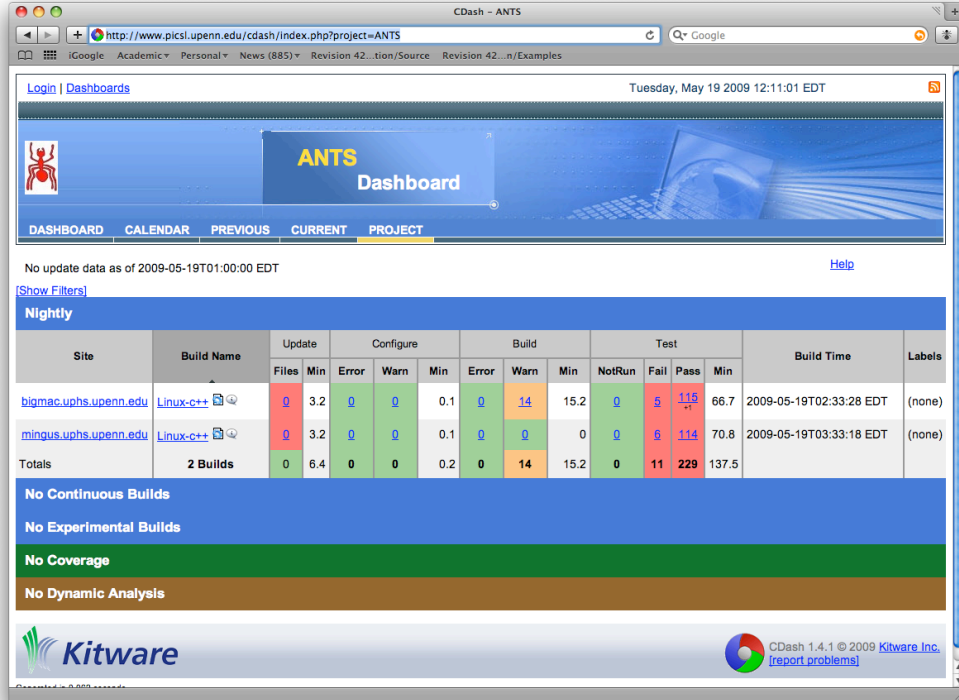 CDash – ANTS
http://www.picsl.upenn.edu/cdash/index.php?project=ANTS
Google
iGoogle Academic Personal News (885) Revision 42...tion/Source Revision 42...n/Examples
Login | Dashboards Tuesday, May 19 2009 12:11:01 EDT
ANTS
Dashboard
DASHBOARD CALENDAR PREVIOUS CURRENT PROJECT
No update data as of 2009-05-19T01:00:00 EDT Help
[Show Filters]
Nightly
Site Build Name Update Configure Build Test Build Time Labels
Files Min Error Warn Min Error Warn Min NotRun Fail Pass Min
bigmac.uphs.upenn.edu Linux-c++ 0 3.2 0 0 0.1 0 14 15.2 0 5 115 +1 66.7 2009-05-19T02:33:28 EDT (none)
mingus.uphs.upenn.edu Linux-c++ 0 3.2 0 0 0.1 0 0 0 0 6 114 70.8 2009-05-19T03:33:18 EDT (none)
Totals 2 Builds 0 6.4 0 0 0.2 0 14 15.2 0 11 229 137.5
No Continuous Builds
No Experimental Builds
No Coverage
No Dynamic Analysis
Kitware
CDash 1.4.1 © 2009 Kitware Inc.
[report problems]